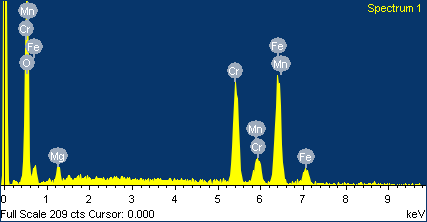 Spectrum 1
Mn
Cr
Fe
O
Mg
Cr
Mn
Cr
Fe
Mn
Fe
0 1 2 3 4 5 6 7 8 9
Full Scale 209 cts Cursor: 0.000 keV